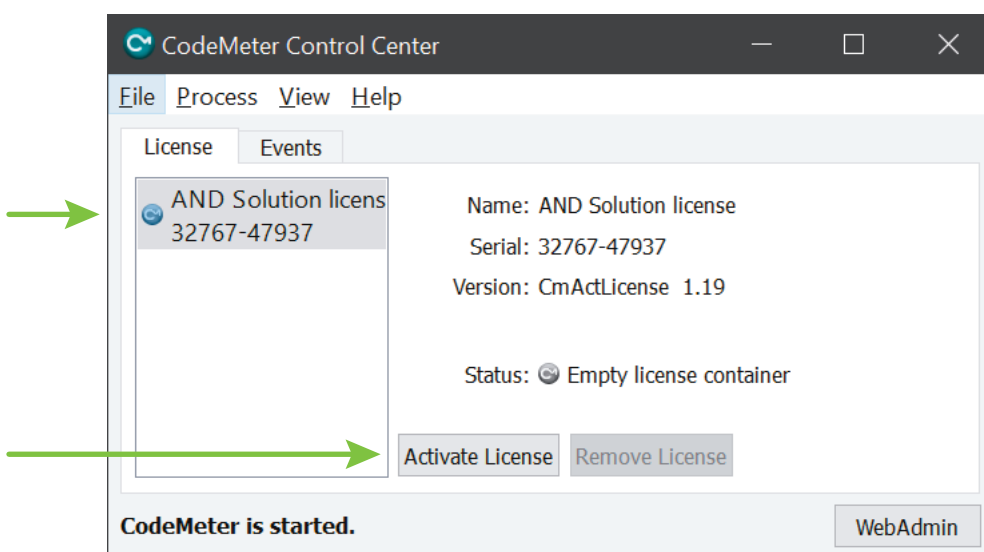 CodeMeter Control Center
File Process View Help
License Events
AND Solution licens
32767-47937
Name: AND Solution license
Serial: 32767-47937
Version: CmActLicense 1.19
Status: Empty license container
Activate License Remove License
CodeMeter is started.
WebAdmin